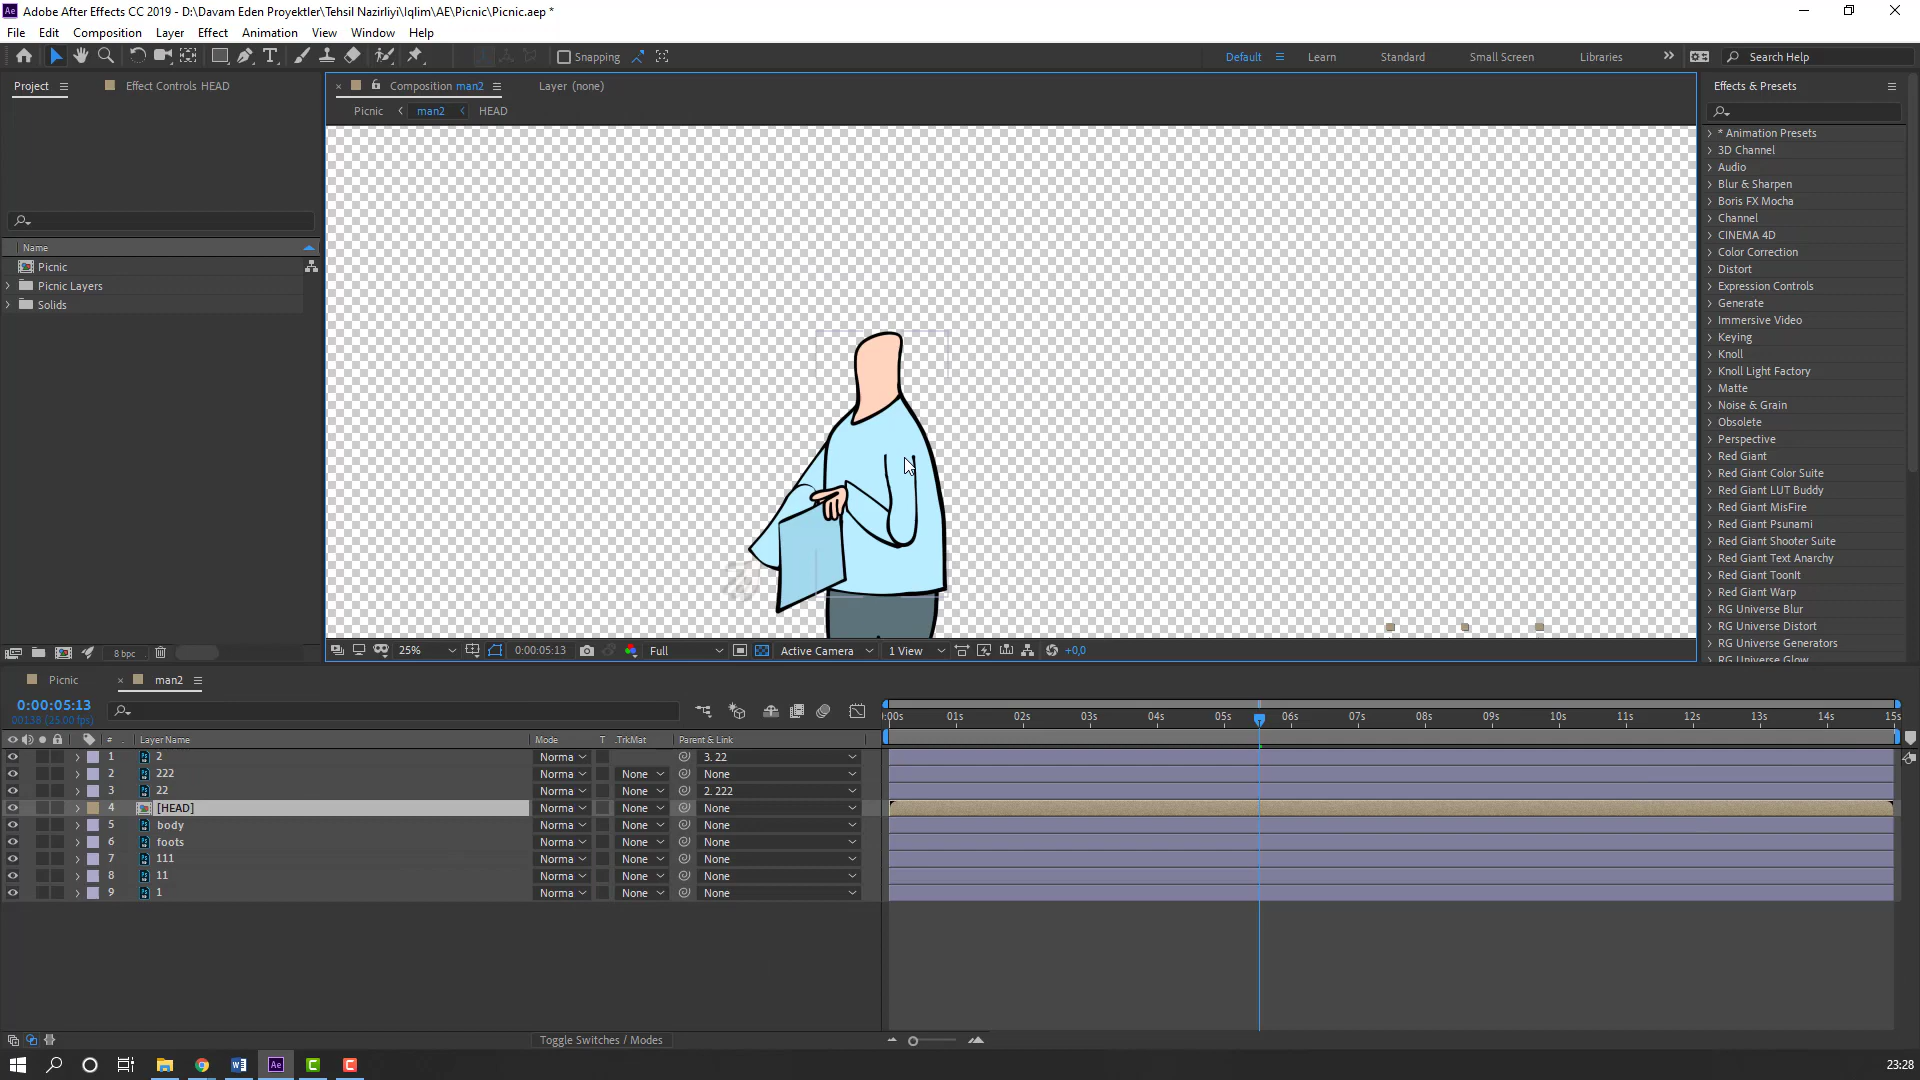 Adobe After Effects CC 2019 - D:\Davam Eden Proyektler\Tehsil Nazirliyi\Iqlim\AE\Picnic\Picnic.aep *
File Edit Composition Layer Effect Animation View Window Help
Snapping
Default Learn Standard Small Screen Libraries Search Help
Project Effect Controls HEAD
Composition man2 Layer (none)
Picnic man2 HEAD
Name
Picnic
Picnic Layers
Solids
8 bpc
Effects & Presets
* Animation Presets
3D Channel
Audio
Blur & Sharpen
Boris FX Mocha
Channel
CINEMA 4D
Color Correction
Distort
Expression Controls
Generate
Immersive Video
Keying
Knoll
Knoll Light Factory
Matte
Noise & Grain
Obsolete
Perspective
Red Giant
Red Giant Color Suite
Red Giant LUT Buddy
Red Giant MisFire
Red Giant Psunami
Red Giant Shooter Suite
Red Giant Text Anarchy
Red Giant ToonIt
Red Giant Warp
RG Universe Blur
RG Universe Distort
RG Universe Generators
RG Universe Glow
25% 0:00:05:13 Full Active Camera 1 View +0,0
Picnic man2
0:00:05:13
00138 (25.00 fps)
:00s 01s 02s 03s 04s 05s 06s 07s 08s 09s 10s 11s 12s 13s 14s 15s
# Layer Name Mode T .TrkMat Parent & Link
1 2 Norma 3. 22
2 222 Norma None None
3 22 Norma None 2. 222
4 [HEAD] Norma None None
5 body Norma None None
6 foots Norma None None
7 111 Norma None None
8 11 Norma None None
9 1 Norma None None
Toggle Switches / Modes
23:28